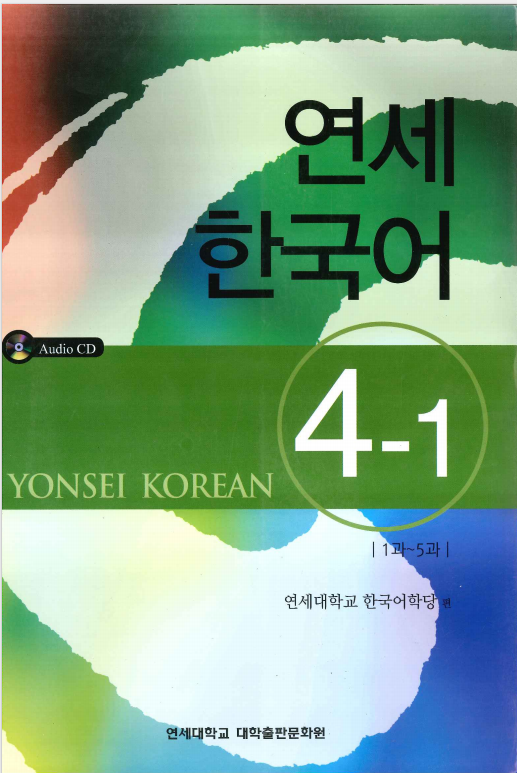 연세
한국어
Audio CD
4-1
YONSEI KOREAN
| 1과~5과 |
연세대학교 한국어학당 편
연세대학교 대학출판문화원